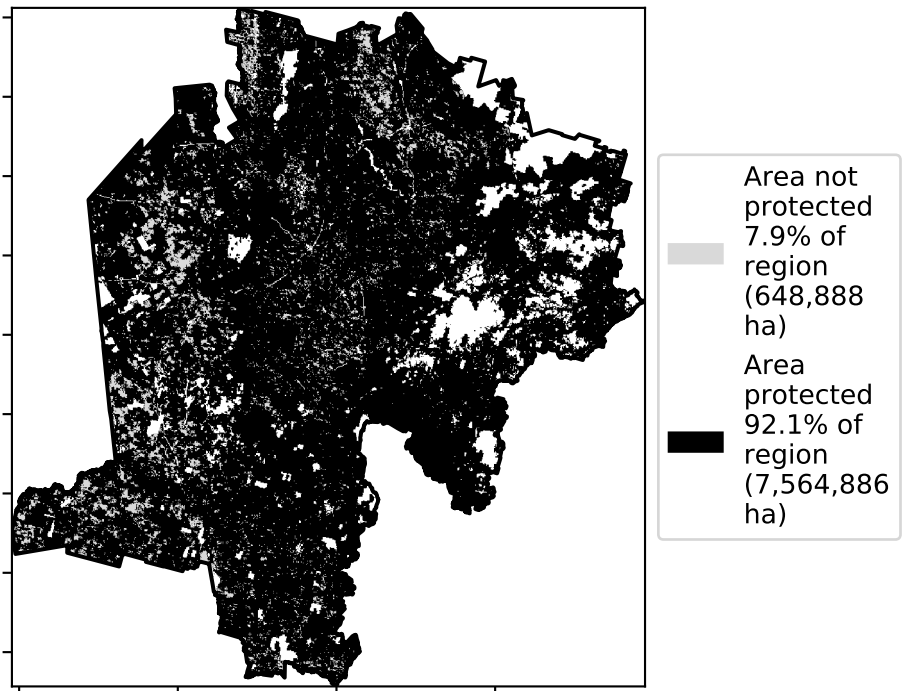 Area not
protected
7.9% of
region
(648,888
ha)
Area
protected
92.1% of
region
(7,564,886
ha)